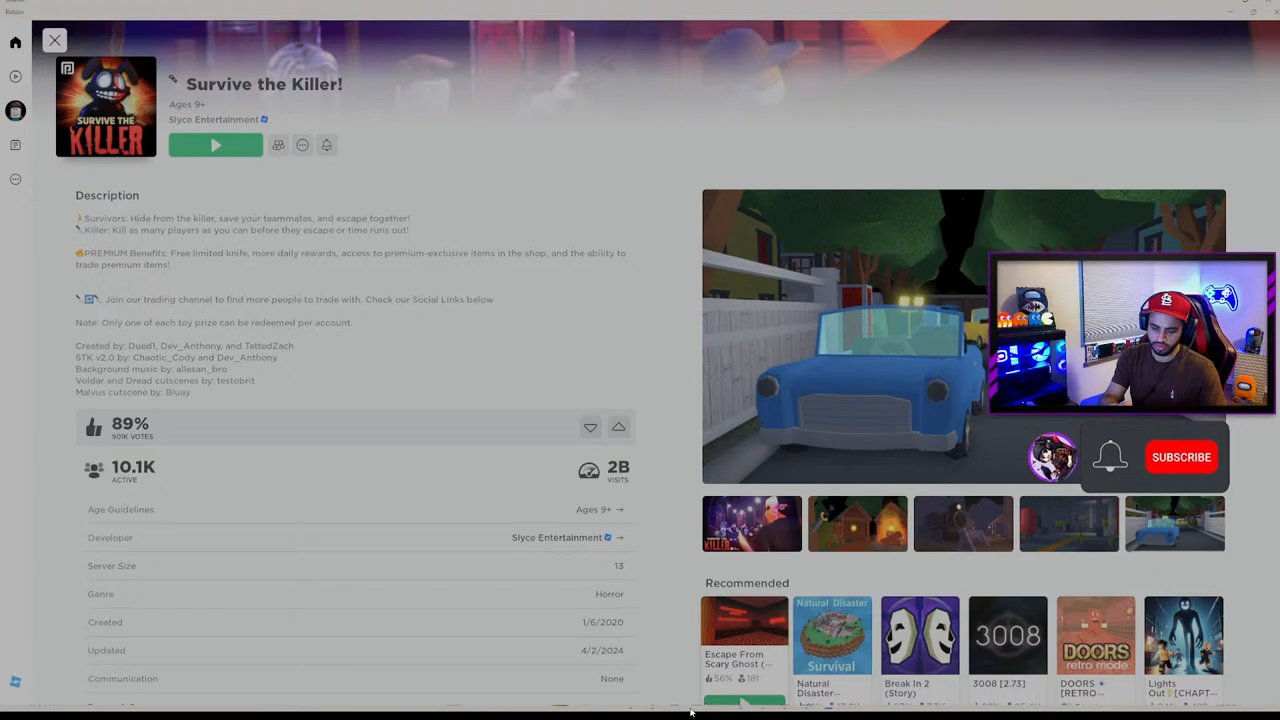 Roblox
Survive the Killer!
Ages 9+
Slyce Entertainment
SURVIVE THE
KILLER
Description
Survivors: Hide from the killer, save your teammates, and escape together!
Killer: Kill as many players as you can before they escape or time runs out!
PREMIUM Benefits: Free limited knife, more daily rewards, access to premium-exclusive items in the shop, and the ability to
trade premium items!
Join our trading channel to find more people to trade with. Check our Social Links below
Note: Only one of each toy prize can be redeemed per account.
Created by: Dued1, Dev_Anthony, and TattedZach
STK v2.0 by: Chaotic_Cody and Dev_Anthony
Background music by: allesan_bro
Voldar and Dread cutscenes by: testobrit
Malvus cutscene by: Bluay
89%
901K VOTES
10.1K
ACTIVE
2B
VISITS
Age Guidelines
Ages 9+ →
Developer
Slyce Entertainment →
Server Size
13
Genre
Horror
Created
1/6/2020
Updated
4/2/2024
Communication
None
SUBSCRIBE
KILLER
Recommended
Natural
Disaster
Survival
3008
DOORS
retro mode
Escape From
Scary Ghost (...
56% 181
Natural
Disaster...
Break In 2
(Story)
3008 [2.73]
DOORS
[RETRO...
Lights
Out [CHAPT...